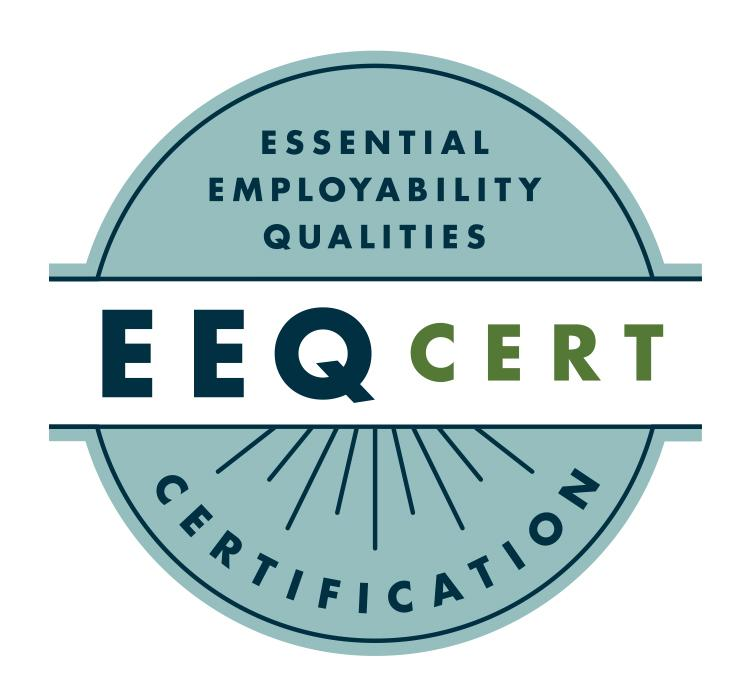 ESSENTIAL
EMPLOYABILITY
QUALITIES
EEQ CERT
CERTIFICATION